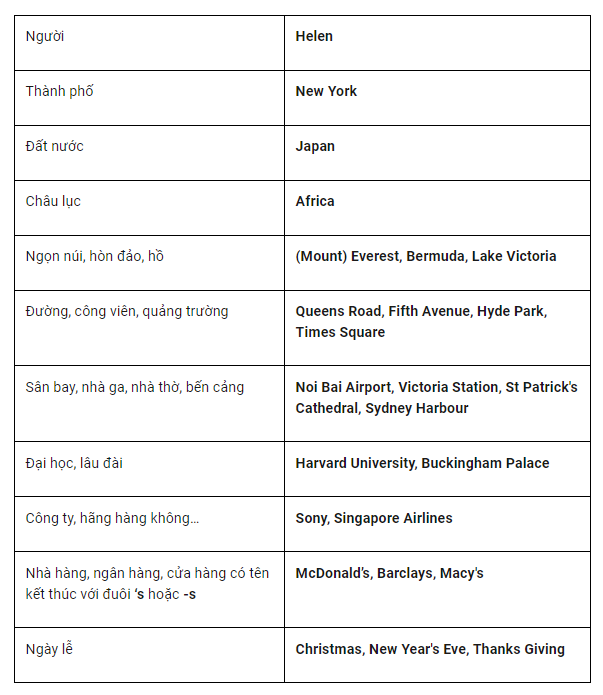 Người
Helen
Thành phố
New York
Đất nước
Japan
Châu lục
Africa
Ngọn núi, hòn đảo, hồ
(Mount) Everest, Bermuda, Lake Victoria
Đường, công viên, quảng trường
Queens Road, Fifth Avenue, Hyde Park,
Times Square
Sân bay, nhà ga, nhà thờ, bến cảng
Noi Bai Airport, Victoria Station, St Patrick's
Cathedral, Sydney Harbour
Đại học, lâu đài
Harvard University, Buckingham Palace
Công ty, hãng hàng không…
Sony, Singapore Airlines
Nhà hàng, ngân hàng, cửa hàng có tên
kết thúc với đuôi ‘s hoặc -s
McDonald’s, Barclays, Macy's
Ngày lễ
Christmas, New Year's Eve, Thanks Giving